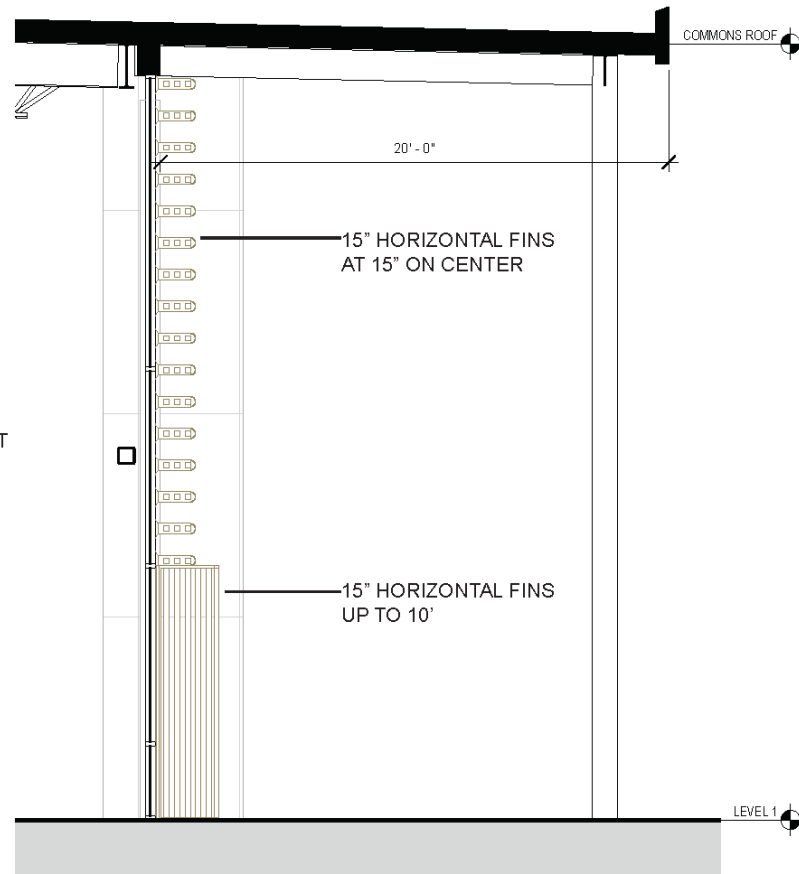 COMMONS ROOF
20' - 0"
15” HORIZONTAL FINS
AT 15” ON CENTER
T
15” HORIZONTAL FINS
UP TO 10’
LEVEL 1